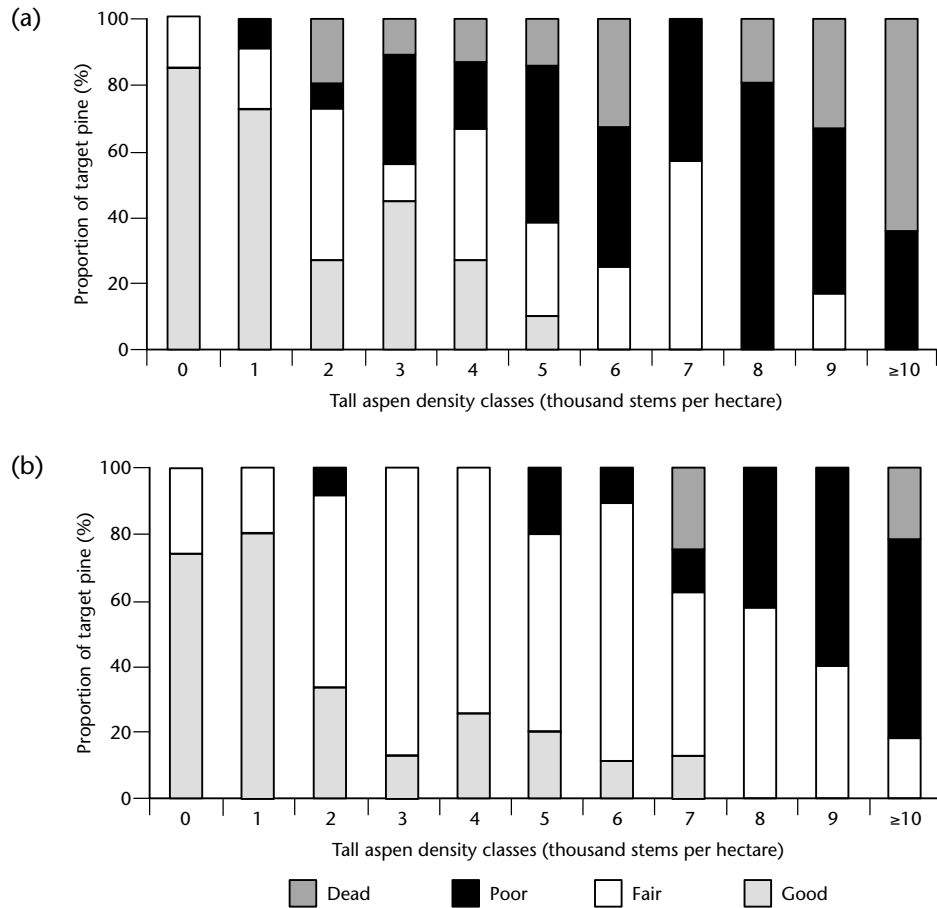 (a)
Proportion of target pine (%)
100
80
60
40
20
0
0 1 2 3 4 5 6 7 8 9 ≥10
Tall aspen density classes (thousand stems per hectare)
(b)
Proportion of target pine (%)
100
80
60
40
20
0
0 1 2 3 4 5 6 7 8 9 ≥10
Tall aspen density classes (thousand stems per hectare)
Dead Poor Fair Good